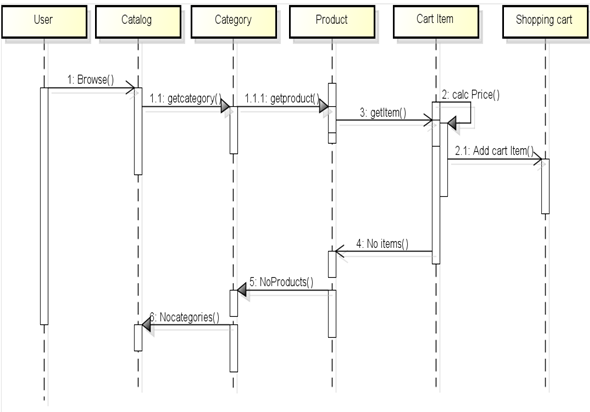 User
Catalog
Category
Product
Cart Item
Shopping cart
1: Browse()
1.1: getcategory()
1.1.1: getproduct()
2: calc Price()
3: getItem()
2.1: Add cart Item()
4: No items()
5: NoProducts()
6: Nocategories()